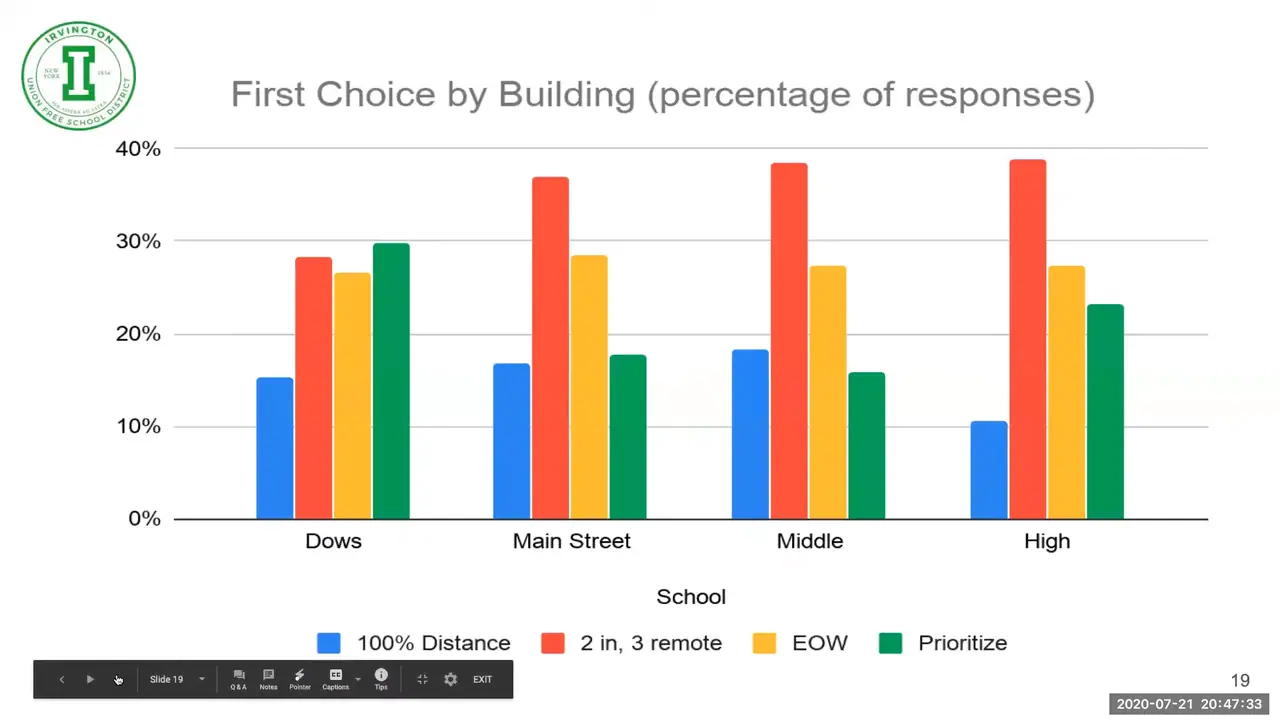 IRVINGTON
NEW YORK 1854
I
UNION FREE SCHOOL DISTRICT
First Choice by Building (percentage of responses)
40%
30%
20%
10%
0%
Dows Main Street Middle High
School
100% Distance 2 in, 3 remote EOW Prioritize
Slide 19 Q & A Notes Pointer Captions Tips EXIT
19
2020-07-21 20:47:33